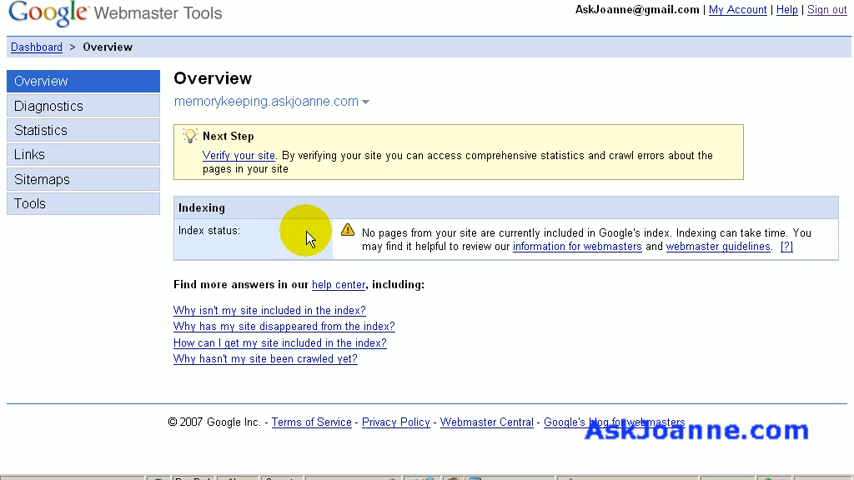 Google Webmaster Tools
AskJoanne@gmail.com | My Account | Help | Sign out
Dashboard > Overview
Overview
Diagnostics
Statistics
Links
Sitemaps
Tools
Overview
memorykeeping.askjoanne.com
Next Step
Verify your site. By verifying your site you can access comprehensive statistics and crawl errors about the
pages in your site
Indexing
Index status:
No pages from your site are currently included in Google's index. Indexing can take time. You
may find it helpful to review our information for webmasters and webmaster guidelines. [?]
Find more answers in our help center, including:
Why isn't my site included in the index?
Why has my site disappeared from the index?
How can I get my site included in the index?
Why hasn't my site been crawled yet?
© 2007 Google Inc. - Terms of Service - Privacy Policy - Webmaster Central - Google's blog for webmasters
AskJoanne.com